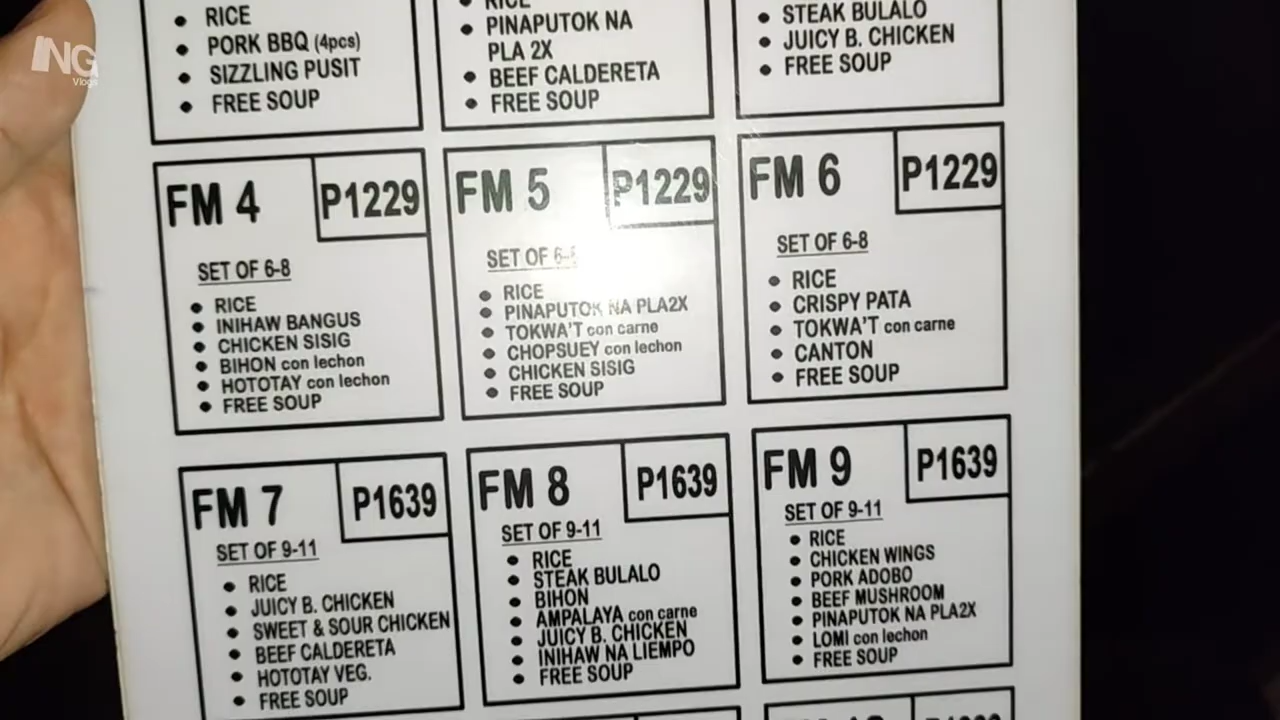 NG
Vlogs
RICE
PORK BBQ (4pcs)
SIZZLING PUSIT
FREE SOUP
RICE
PINAPUTOK NA
PLA 2X
BEEF CALDERETA
FREE SOUP
STEAK BULALO
JUICY B. CHICKEN
FREE SOUP
FM 4
P1229
SET OF 6-8
RICE
INIHAW BANGUS
CHICKEN SISIG
BIHON con lechon
HOTOTAY con lechon
FREE SOUP
FM 5
P1229
SET OF 6-8
RICE
PINAPUTOK NA PLA2X
TOKWA'T con carne
CHOPSUEY con lechon
CHICKEN SISIG
FREE SOUP
FM 6
P1229
SET OF 6-8
RICE
CRISPY PATA
TOKWA'T con carne
CANTON
FREE SOUP
FM 7
P1639
SET OF 9-11
RICE
JUICY B. CHICKEN
SWEET & SOUR CHICKEN
BEEF CALDERETA
HOTOTAY VEG.
FREE SOUP
FM 8
P1639
SET OF 9-11
RICE
STEAK BULALO
BIHON
AMPALAYA con carne
JUICY B. CHICKEN
INIHAW NA LIEMPO
FREE SOUP
FM 9
P1639
SET OF 9-11
RICE
CHICKEN WINGS
PORK ADOBO
BEEF MUSHROOM
PINAPUTOK NA PLA2X
LOMI con lechon
FREE SOUP